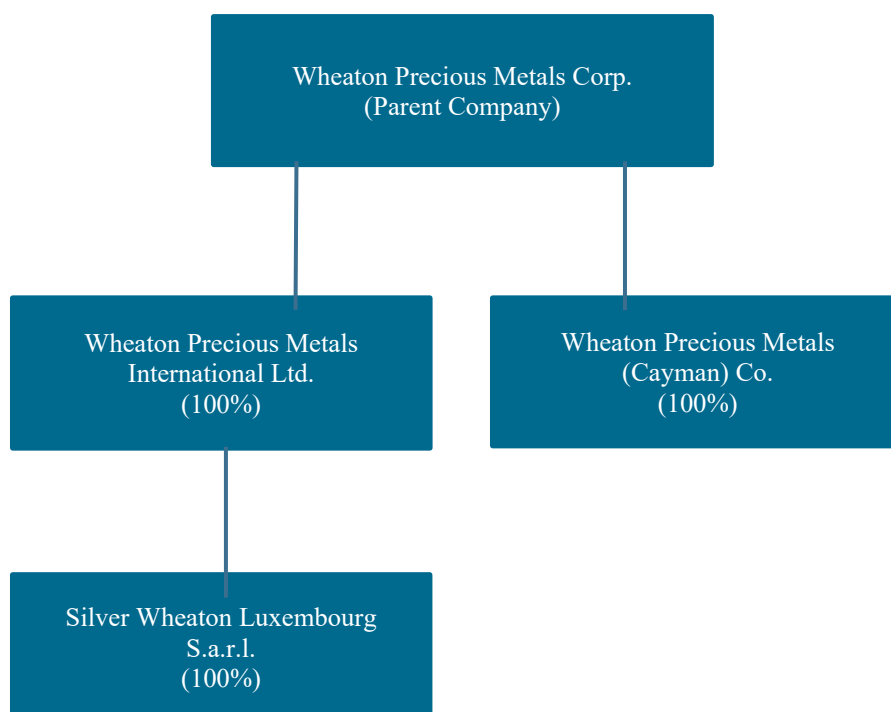 Wheaton Precious Metals Corp.
(Parent Company)
Wheaton Precious Metals
International Ltd.
(100%)
Wheaton Precious Metals
(Cayman) Co.
(100%)
Silver Wheaton Luxembourg
S.a.r.l.
(100%)